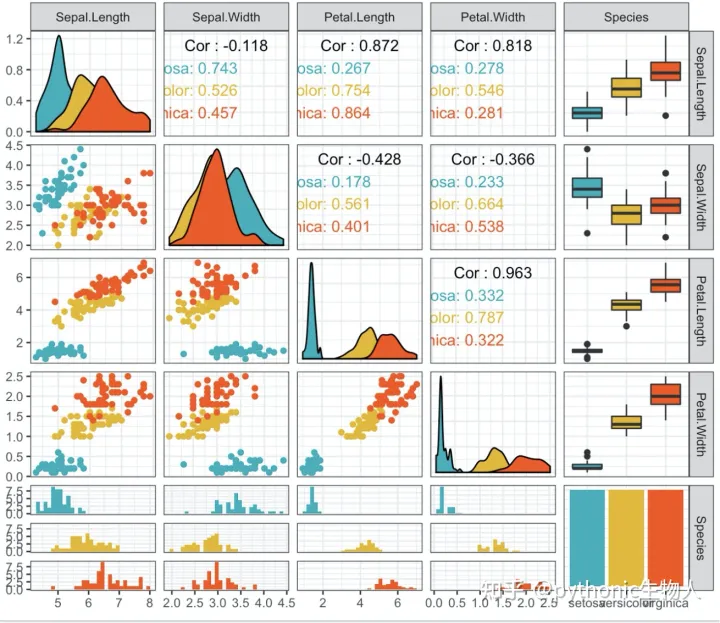 Sepal.Length Sepal.Width Petal.Length Petal.Width Species
1.2
0.8
0.4
0.0
Cor : -0.118
osa: 0.743
olor: 0.526
nica: 0.457
Cor : 0.872
osa: 0.267
olor: 0.754
nica: 0.864
Cor : 0.818
osa: 0.278
olor: 0.546
nica: 0.281
Sepal.Length
4.5
4.0
3.5
3.0
2.5
2.0
Cor : -0.428
osa: 0.178
olor: 0.561
nica: 0.401
Cor : -0.366
osa: 0.233
olor: 0.664
nica: 0.538
Sepal.Width
6
4
2
Cor : 0.963
osa: 0.332
olor: 0.787
nica: 0.322
Petal.Length
2.5
2.0
1.5
1.0
0.5
0.0
Petal.Width
7.5
5.0
2.5
0.0
7.5
5.0
2.5
0.0
7.5
5.0
2.5
0.0
Species
知乎 @pythonic生物人
5 6 7 8 2.0 2.5 3.0 3.5 4.0 4.5 2 4 6 0.0 0.5 1.0 1.5 2.0 2.5 setosa versicolor virginica